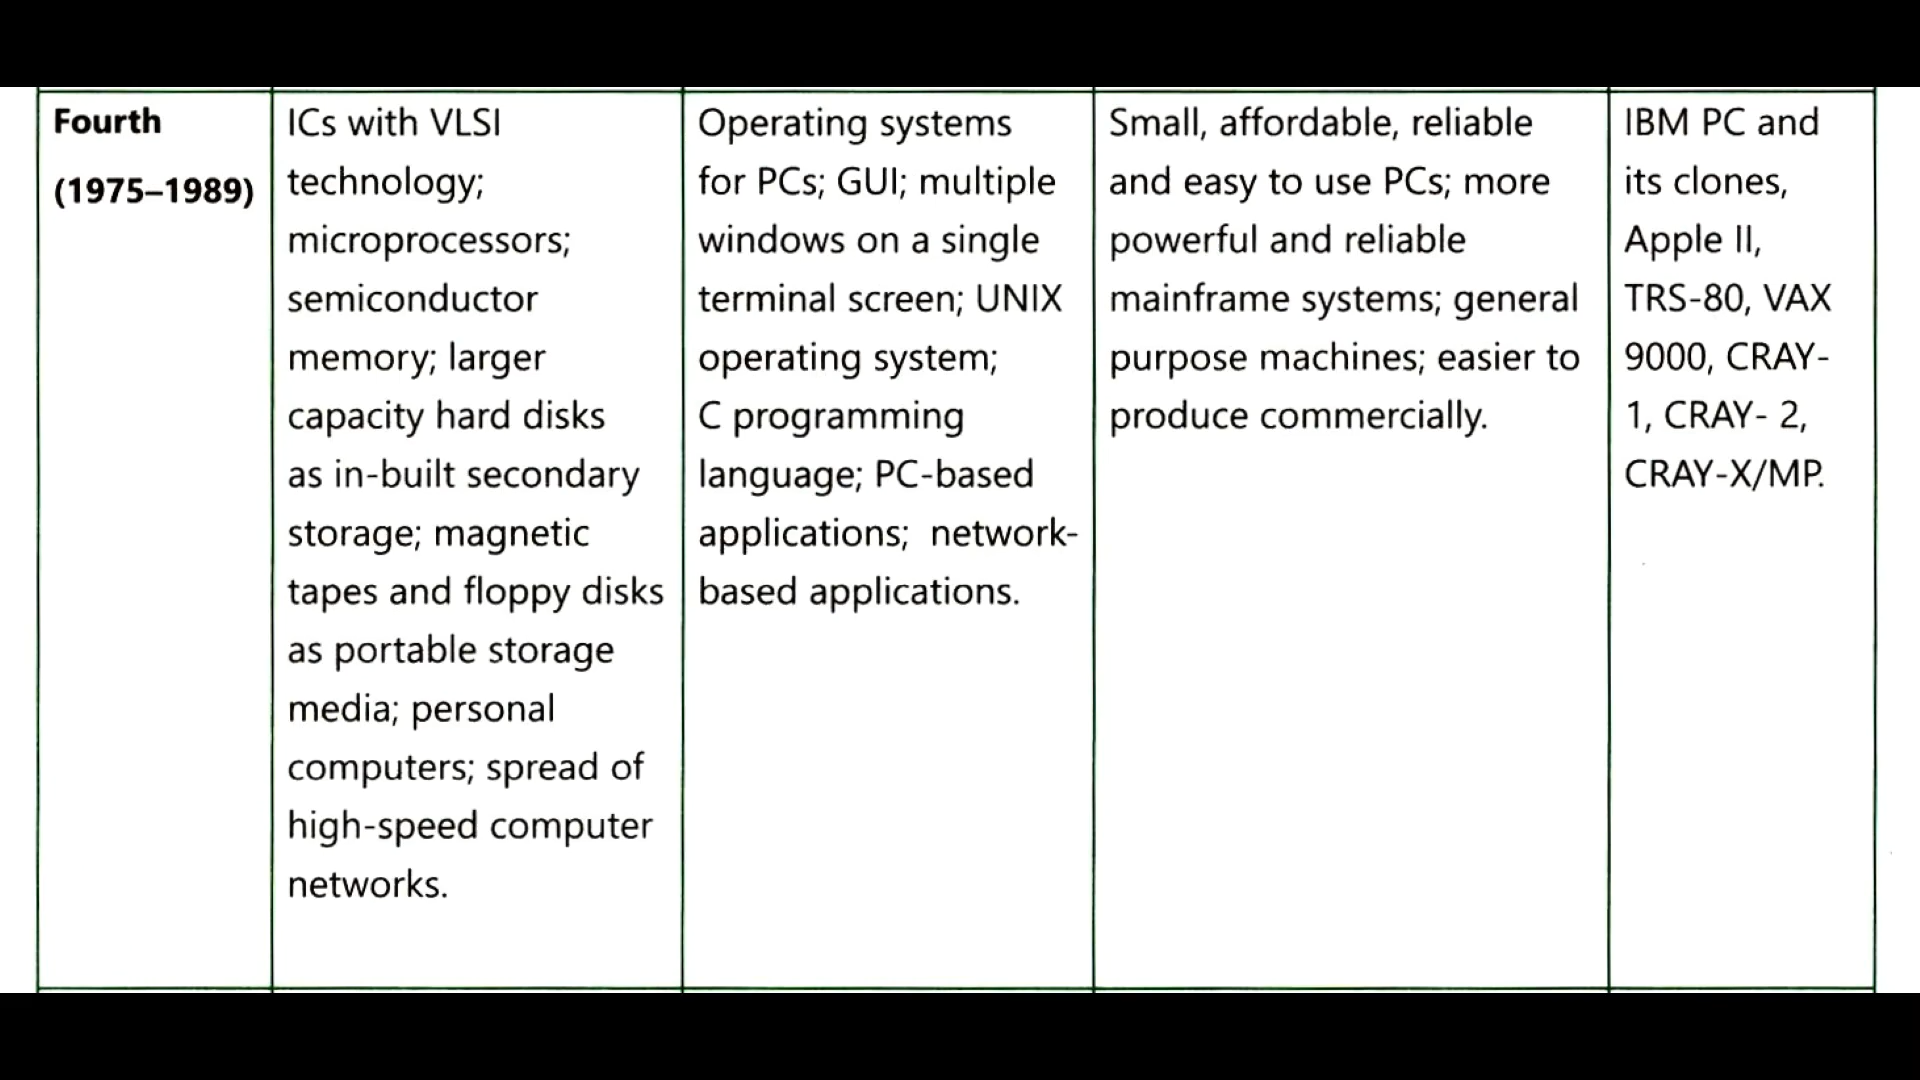 Fourth
(1975–1989)
ICs with VLSI
technology;
microprocessors;
semiconductor
memory; larger
capacity hard disks
as in-built secondary
storage; magnetic
tapes and floppy disks
as portable storage
media; personal
computers; spread of
high-speed computer
networks.
Operating systems
for PCs; GUI; multiple
windows on a single
terminal screen; UNIX
operating system;
C programming
language; PC-based
applications; network-
based applications.
Small, affordable, reliable
and easy to use PCs; more
powerful and reliable
mainframe systems; general
purpose machines; easier to
produce commercially.
IBM PC and
its clones,
Apple II,
TRS-80, VAX
9000, CRAY-
1, CRAY- 2,
CRAY-X/MP.